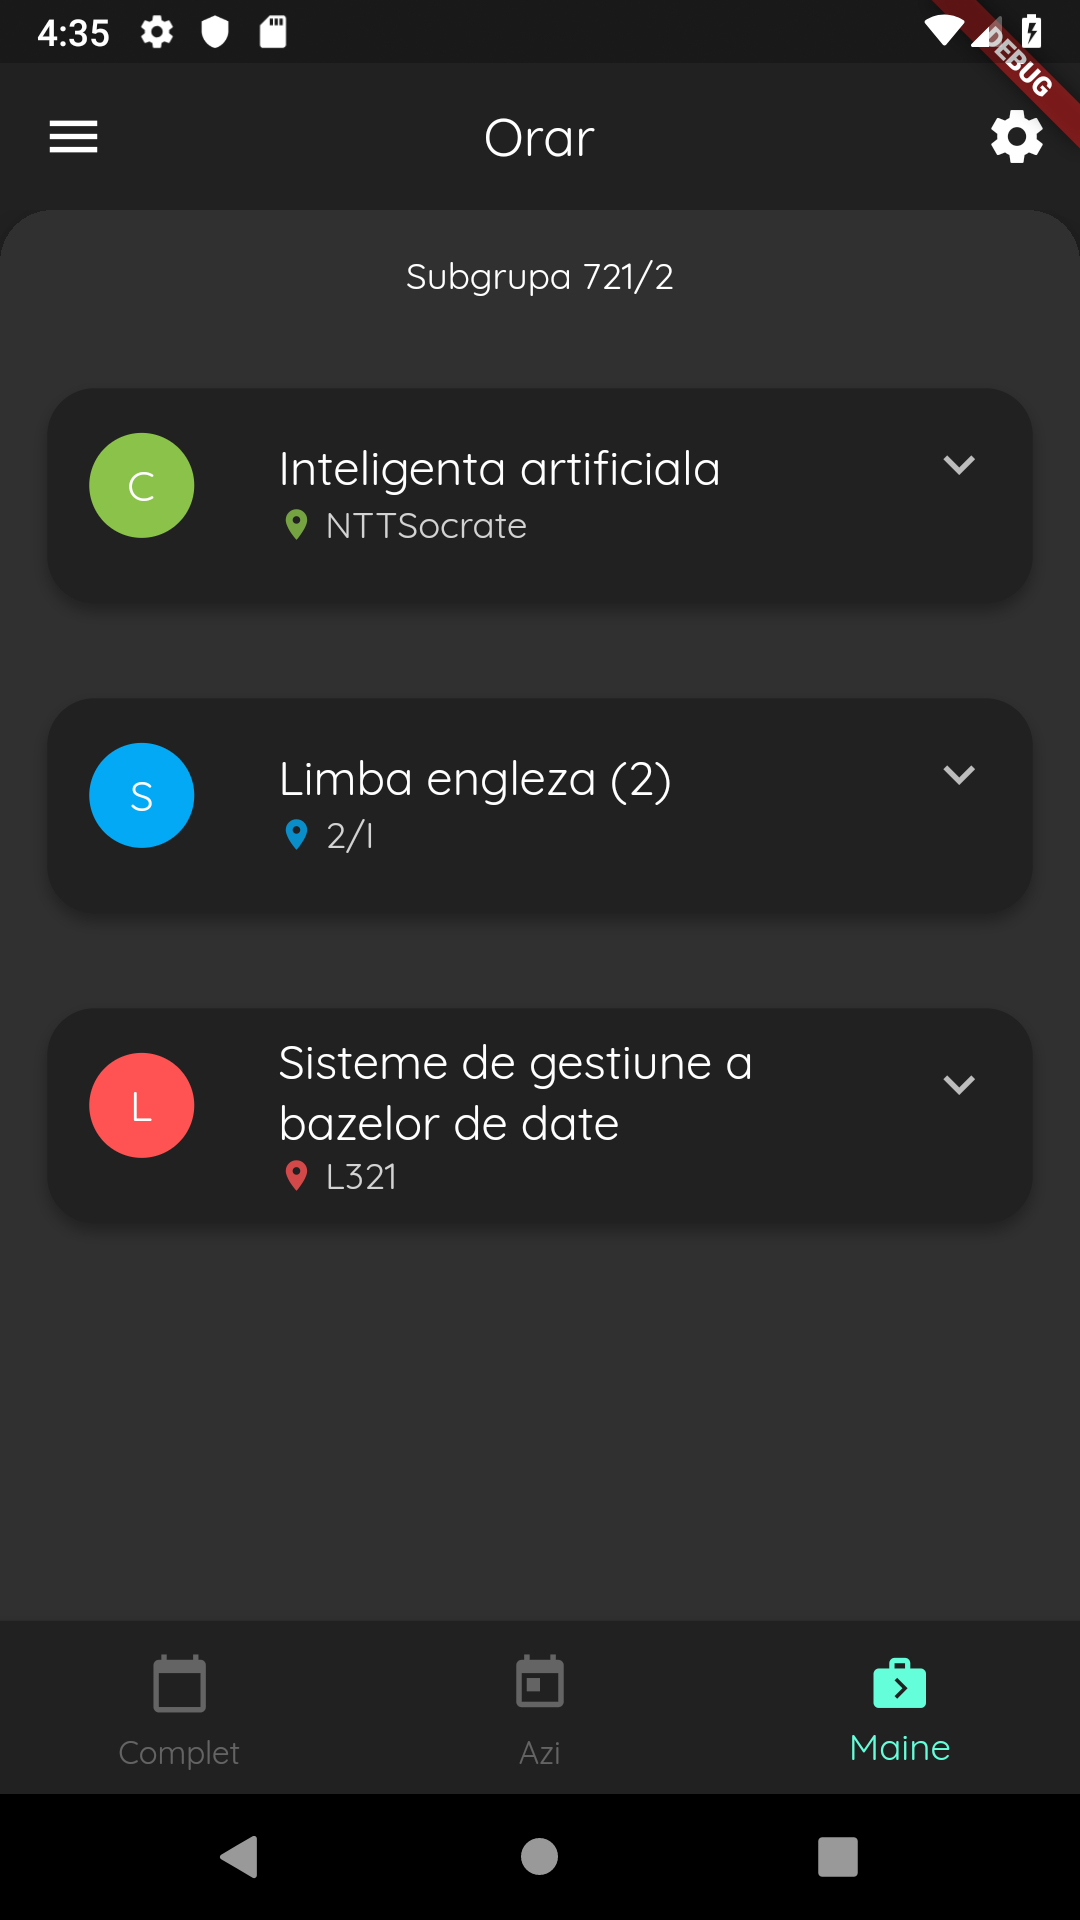 4:35
DEBUG
Orar
Subgrupa 721/2
C
Inteligenta artificiala
NTTSocrate
S
Limba engleza (2)
2/I
L
Sisteme de gestiune a
bazelor de date
L321
Complet
Azi
Maine